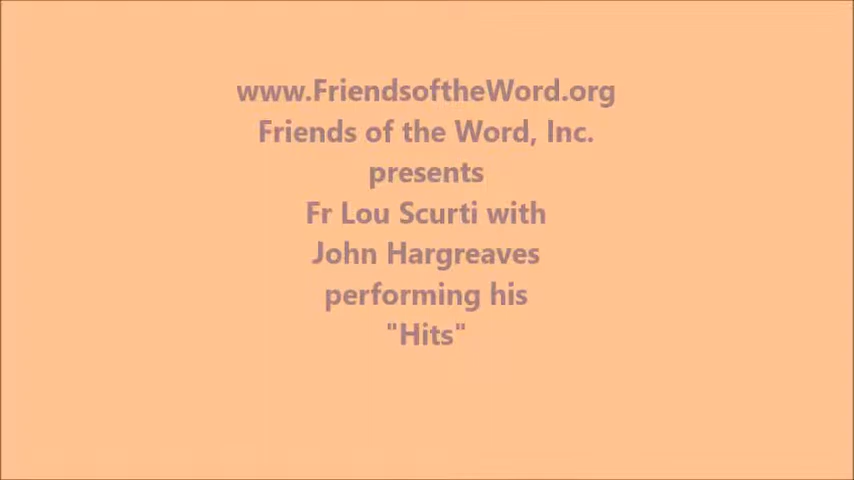 www.FriendsoftheWord.org
Friends of the Word, Inc.
presents
Fr Lou Scurti with
John Hargreaves
performing his
"Hits"